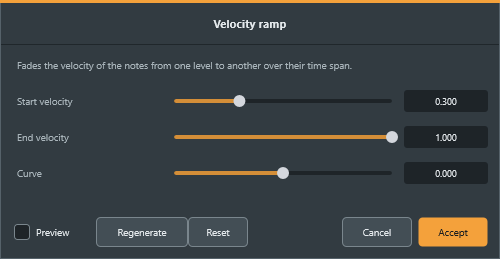 Velocity ramp
Fades the velocity of the notes from one level to another over their time span.
Start velocity 0.300
End velocity 1.000
Curve 0.000
Preview Regenerate Reset Cancel Accept